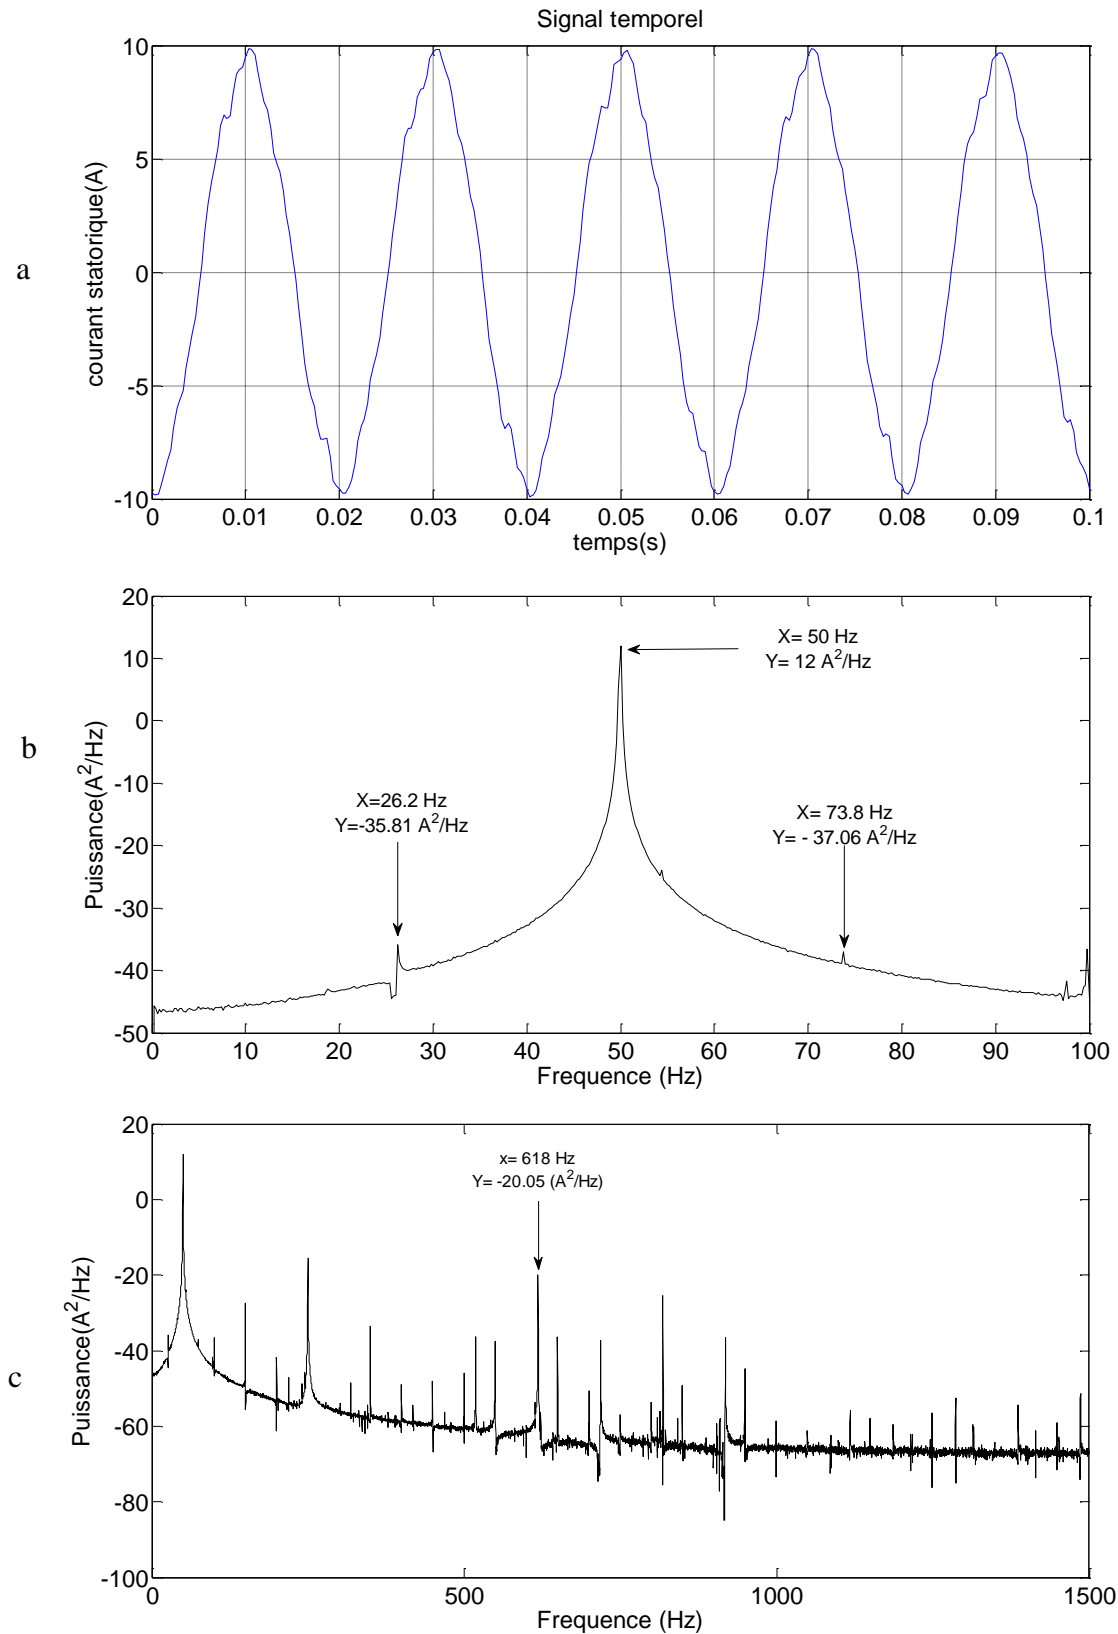 Signal temporel
a
courant statorique(A)
10
5
0
-5
-10
0 0.01 0.02 0.03 0.04 0.05 0.06 0.07 0.08 0.09 0.1
temps(s)
b
Puissance(A²/Hz)
20
10
0
-10
-20
-30
-40
-50
X= 50 Hz
Y= 12 A²/Hz
X=26.2 Hz
Y=-35.81 A²/Hz
X= 73.8 Hz
Y= - 37.06 A²/Hz
0 10 20 30 40 50 60 70 80 90 100
Frequence (Hz)
c
Puissance(A²/Hz)
20
0
-20
-40
-60
-80
-100
x= 618 Hz
Y= -20.05 (A²/Hz)
0 500 1000 1500
Frequence (Hz)